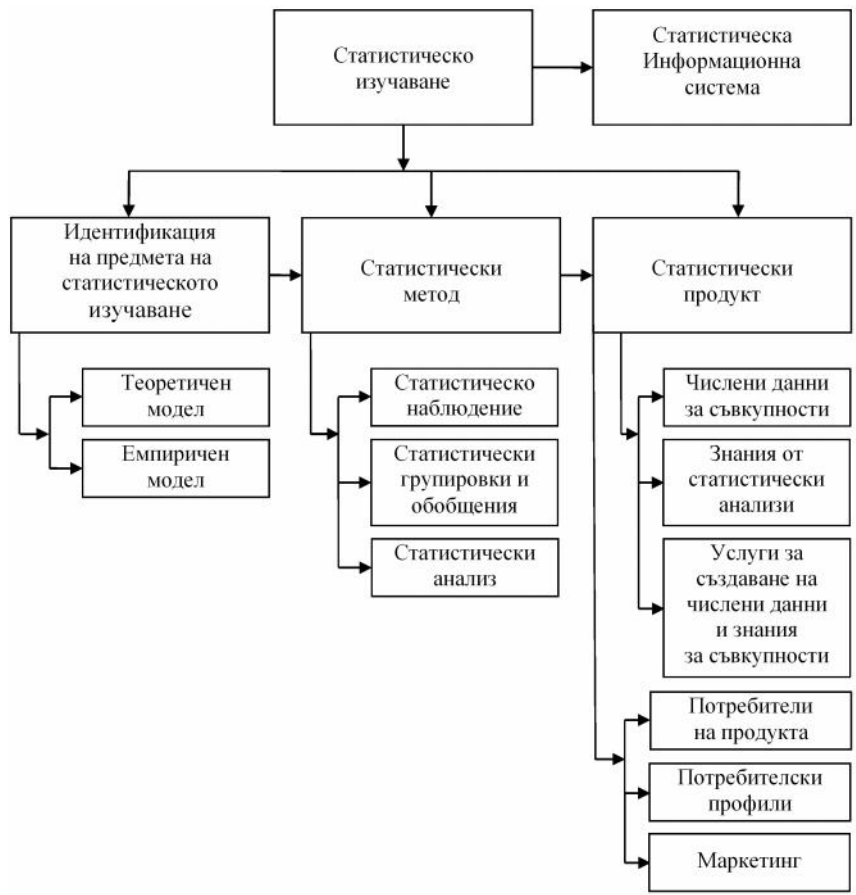 Статистическо
изучаване
Статистическа
Информационна
система
Идентификация
на предмета на
статистическото
изучаване
Статистически
метод
Статистически
продукт
Теоретичен
модел
Емпиричен
модел
Статистическо
наблюдение
Статистически
групировки и
обобщения
Статистически
анализ
Числени данни
за съвкупности
Знания от
статистически
анализи
Услуги за
създаване на
числени данни
и знания
за съвкупности
Потребители
на продукта
Потребителски
профили
Маркетинг